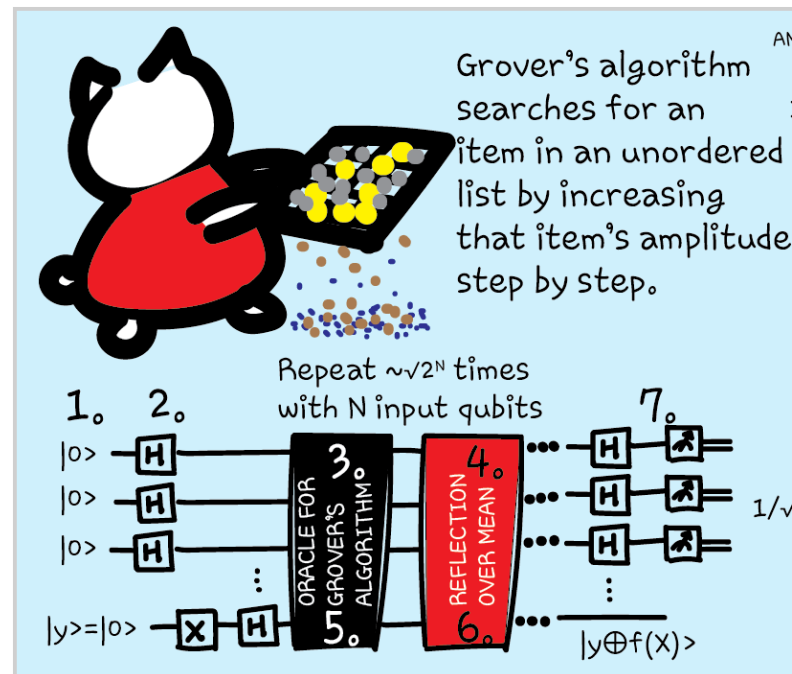 AN
Grover's algorithm
searches for an
item in an unordered
list by increasing
that item's amplitude
step by step.
Repeat ~√2ᴺ times
with N input qubits
1. 2. 7.
|0> H 3. 4. H
|0> H H
|0> H H
ORACLE FOR
GROVER'S
ALGORITHM
REFLECTION
OVER MEAN
1/√
|y>=|0> X H 5. 6.
|y⊕f(x)>